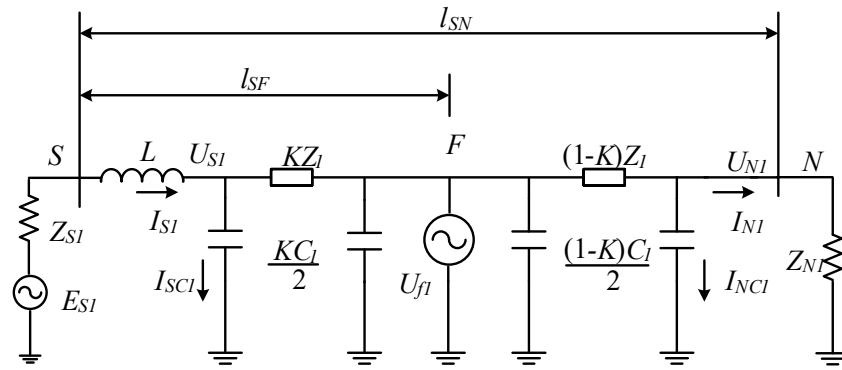 l_SN
l_SF
S L U_S1 KZ_1 F (1-K)Z_1 U_N1 N
I_S1 I_N1
Z_S1 I_SC1 KC_1/2 U_f1 (1-K)C_1/2 I_NC1 Z_N1
E_S1